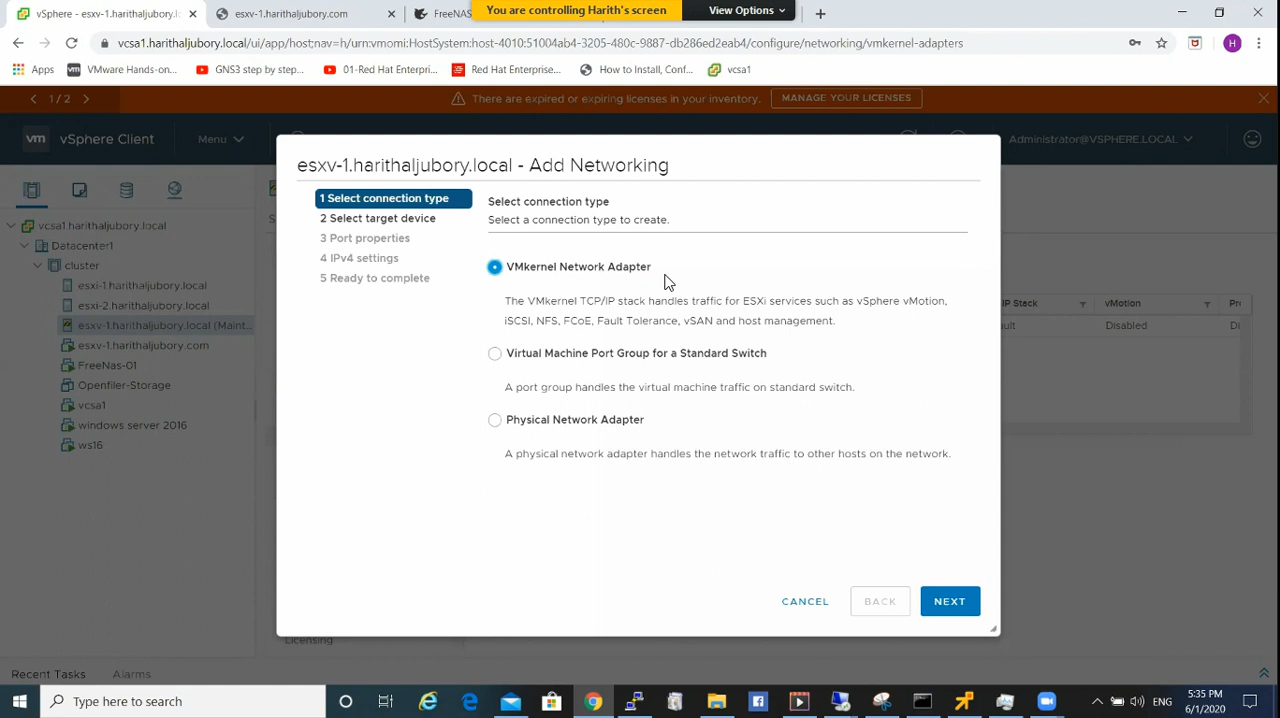 vSphere - esxv-1.harithaljubory.l
esxv-1.harithaljubory.com
FreeNAS
You are controlling Harith's screen
View Options
vcsa1.harithaljubory.local/ui/app/host;nav=h/urn:vmomi:HostSystem:host-4010:51004ab4-3205-480c-9887-db286ed2eab4/configure/networking/vmkernel-adapters
H
Apps
VMware Hands-on...
GNS3 step by step...
01-Red Hat Enterpri...
Red Hat Enterprise...
How to Install, Conf...
vcsa1
1 / 2
There are expired or expiring licenses in your inventory.
MANAGE YOUR LICENSES
vm
vSphere Client
Menu
Administrator@VSPHERE.LOCAL
vcsa1.harithaljubory.local
Datacenter1
cluster
esxi-1.harithaljubory.local
esxi-2.harithaljubory.local
esxv-1.harithaljubory.local (Maint...
esxv-1.harithaljubory.com
FreeNas-01
Openfiler-Storage
vcsa1
windows server 2016
ws16
esxv-1.harithaljubory.local - Add Networking
1 Select connection type
2 Select target device
3 Port properties
4 IPv4 settings
5 Ready to complete
Select connection type
Select a connection type to create.
VMkernel Network Adapter
The VMkernel TCP/IP stack handles traffic for ESXi services such as vSphere vMotion,
iSCSI, NFS, FCoE, Fault Tolerance, vSAN and host management.
Virtual Machine Port Group for a Standard Switch
A port group handles the virtual machine traffic on standard switch.
Physical Network Adapter
A physical network adapter handles the network traffic to other hosts on the network.
CANCEL
BACK
NEXT
IP Stack
vMotion
Disabled
Licensing
Recent Tasks
Alarms
Type here to search
ENG
5:35 PM
6/1/2020